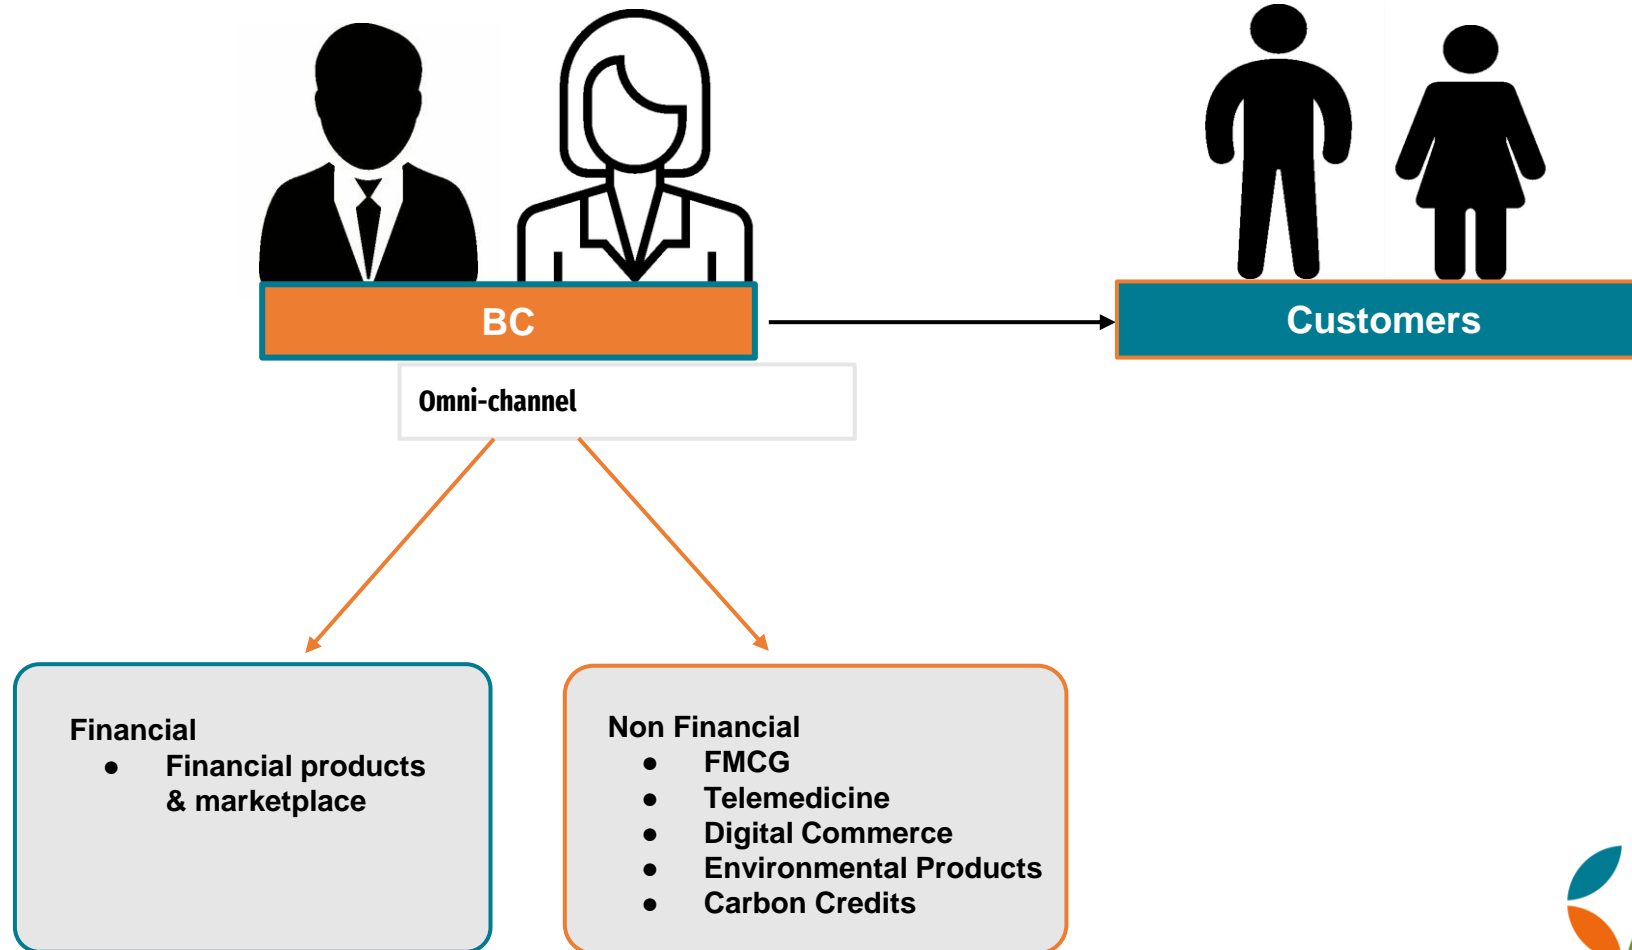 BC
Customers
Omni-channel
Financial
● Financial products
& marketplace
Non Financial
● FMCG
● Telemedicine
● Digital Commerce
● Environmental Products
● Carbon Credits